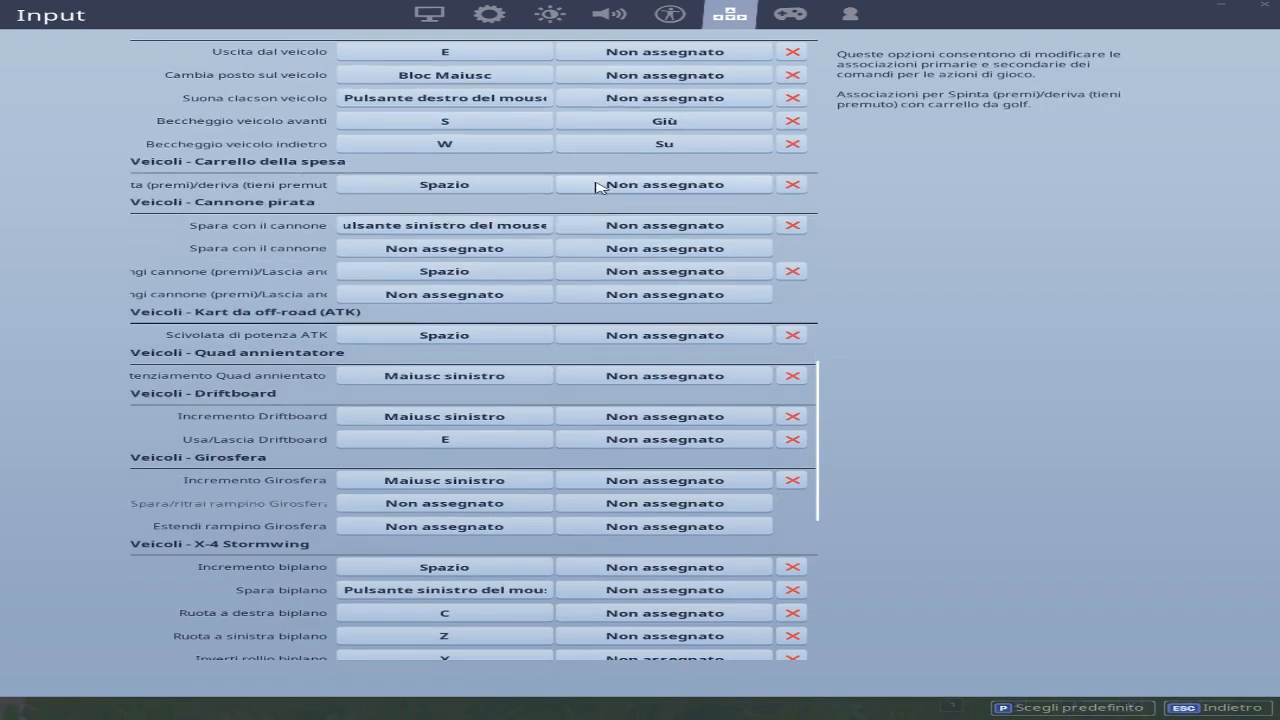 Input
Uscita dal veicolo E Non assegnato
Cambia posto sul veicolo Bloc Maiusc Non assegnato
Suona clacson veicolo Pulsante destro del mouse Non assegnato
Beccheggio veicolo avanti S Giù
Beccheggio veicolo indietro W Su
Veicoli - Carrello della spesa
ta (premi)/deriva (tieni premut Spazio Non assegnato
Veicoli - Cannone pirata
Spara con il cannone ulsante sinistro del mouse Non assegnato
Spara con il cannone Non assegnato Non assegnato
ngi cannone (premi)/Lascia and Spazio Non assegnato
ngi cannone (premi)/Lascia and Non assegnato Non assegnato
Veicoli - Kart da off-road (ATK)
Scivolata di potenza ATK Spazio Non assegnato
Veicoli - Quad annientatore
tenziamento Quad annientato Maiusc sinistro Non assegnato
Veicoli - Driftboard
Incremento Driftboard Maiusc sinistro Non assegnato
Usa/Lascia Driftboard E Non assegnato
Veicoli - Girosfera
Incremento Girosfera Maiusc sinistro Non assegnato
Spara/ritrai rampino Girosfera Non assegnato Non assegnato
Estendi rampino Girosfera Non assegnato Non assegnato
Veicoli - X-4 Stormwing
Incremento biplano Spazio Non assegnato
Spara biplano Pulsante sinistro del mou Non assegnato
Ruota a destra biplano C Non assegnato
Ruota a sinistra biplano Z Non assegnato
Inverti rollio biplano X Non assegnato
Queste opzioni consentono di modificare le
associazioni primarie e secondarie dei
comandi per le azioni di gioco.
Associazioni per Spinta (premi)/deriva (tieni
premuto) con carrello da golf.
P Scegli predefinito ESC Indietro